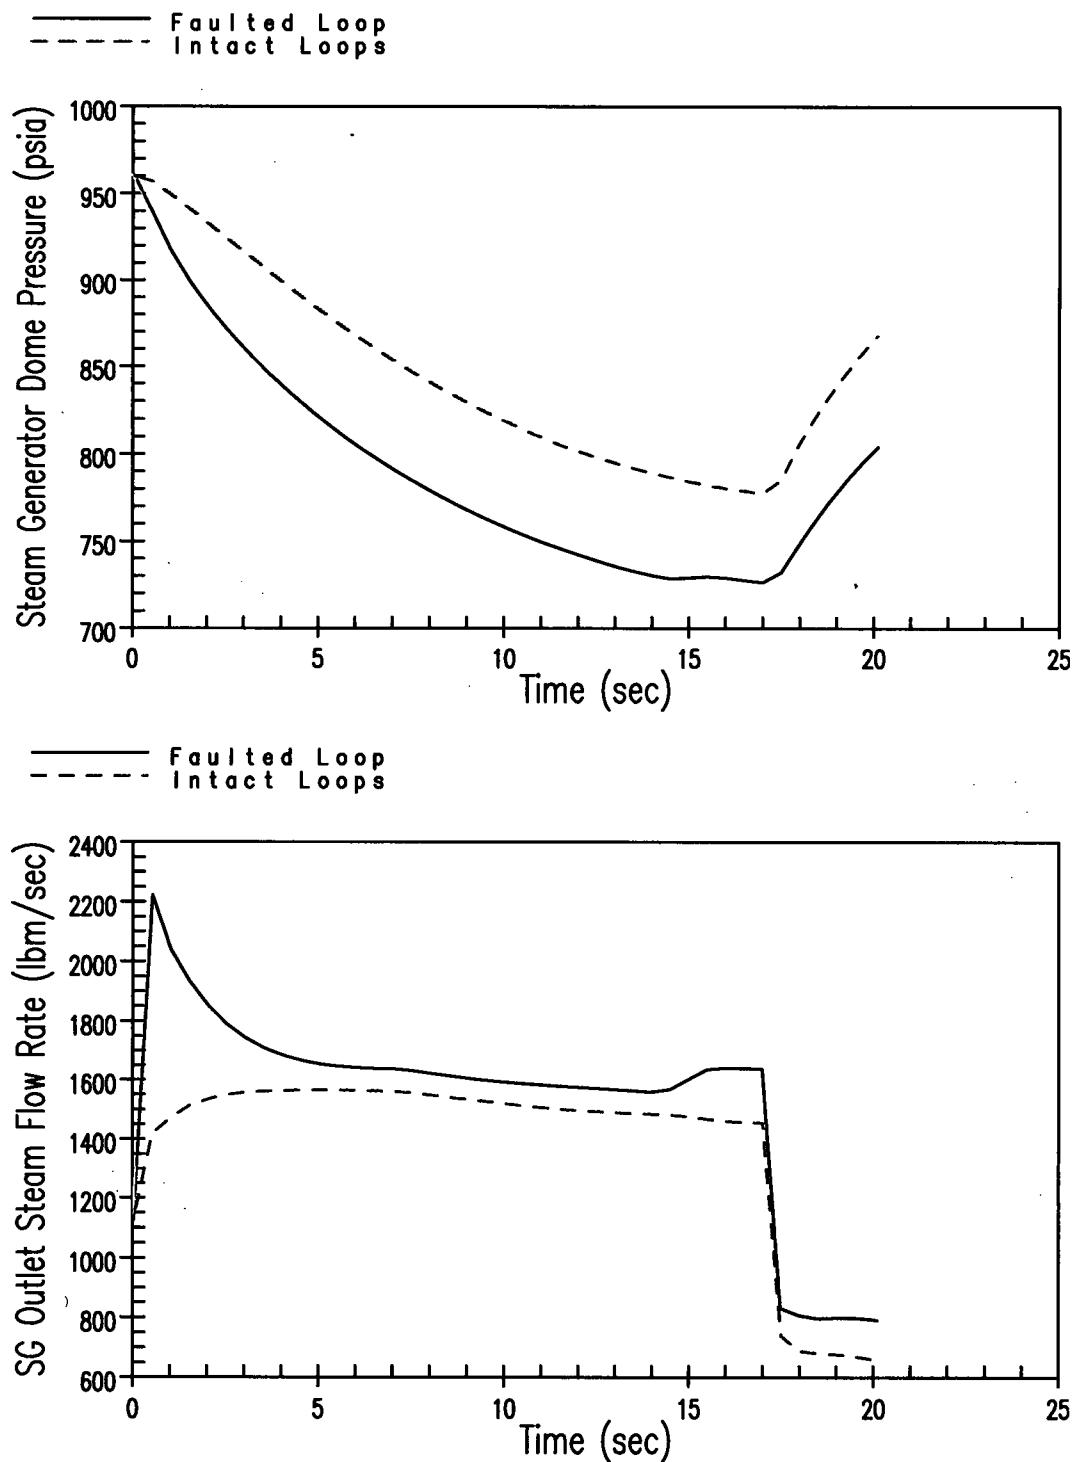 Faulted Loop
Intact Loops
Steam Generator Dome Pressure (psia)
1000
950
900
850
800
750
700
0 5 10 15 20 25
Time (sec)
Faulted Loop
Intact Loops
SG Outlet Steam Flow Rate (lbm/sec)
2400
2200
2000
1800
1600
1400
1200
1000
800
600
0 5 10 15 20 25
Time (sec)